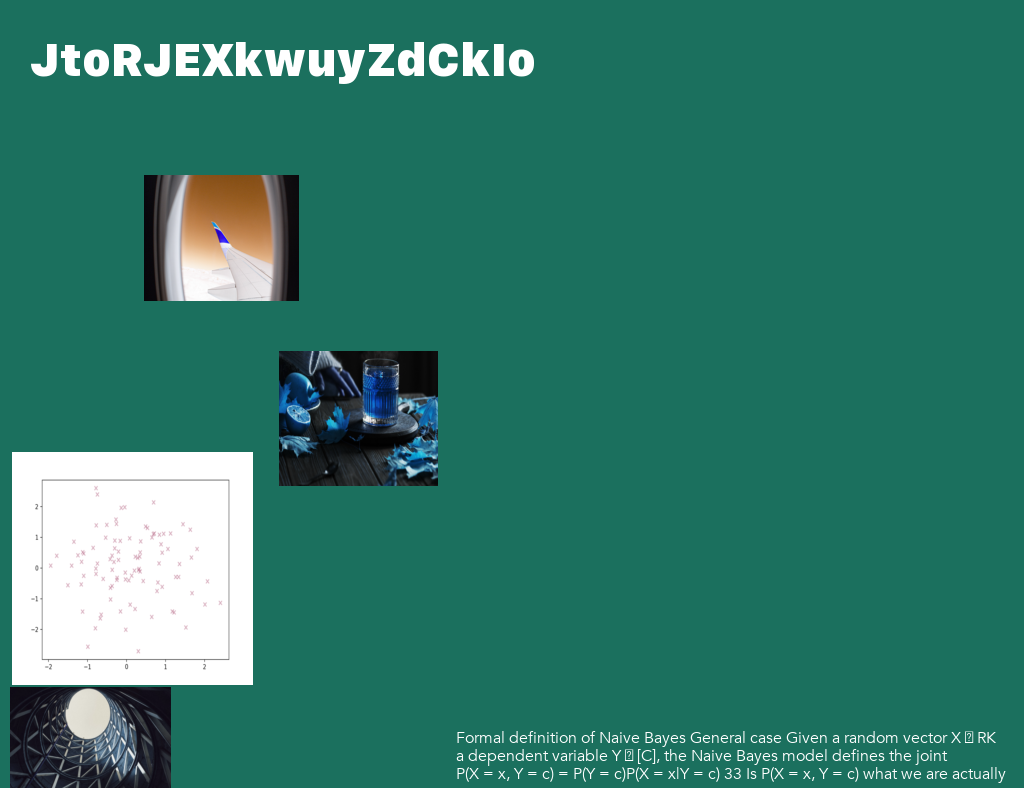 JtoRJEXkwuyZdCkIo
2
1
0
−1
−2
−2 −1 0 1 2
Formal definition of Naive Bayes General case Given a random vector X □ RK
a dependent variable Y □ [C], the Naive Bayes model defines the joint
P(X = x, Y = c) = P(Y = c)P(X = x|Y = c) 33 Is P(X = x, Y = c) what we are actually